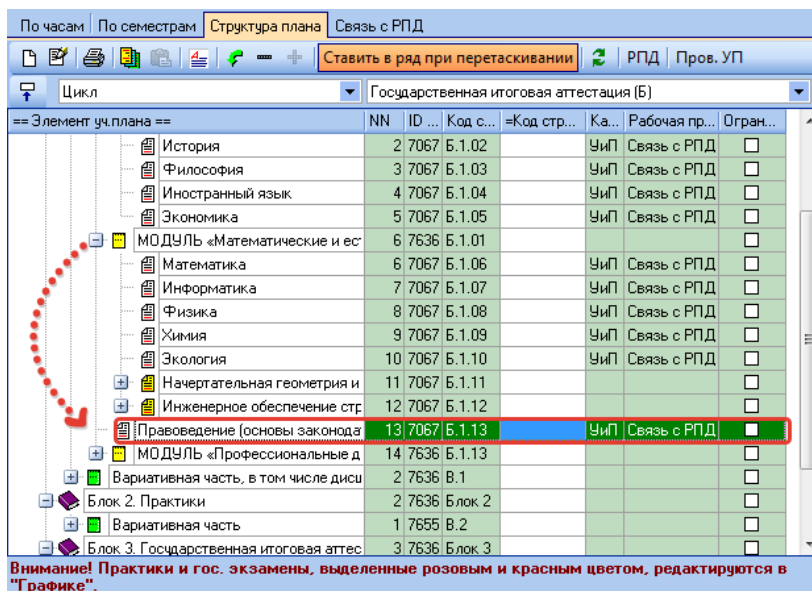 По часам По семестрам Структура плана Связь с РПД
Ставить в ряд при перетаскивании РПД Пров. УП
Цикл Государственная итоговая аттестация (Б)
== Элемент уч.плана == NN ID ... Код с... =Код стр... Ка... Рабочая пр... Огран...
История 2 7067 Б.1.02 УиП Связь с РПД
Философия 3 7067 Б.1.03 УиП Связь с РПД
Иностранный язык 4 7067 Б.1.04 УиП Связь с РПД
Экономика 5 7067 Б.1.05 УиП Связь с РПД
МОДУЛЬ «Математические и ест 6 7636 Б.1.01
Математика 6 7067 Б.1.06 УиП Связь с РПД
Информатика 7 7067 Б.1.07 УиП Связь с РПД
Физика 8 7067 Б.1.08 УиП Связь с РПД
Химия 9 7067 Б.1.09 УиП Связь с РПД
Экология 10 7067 Б.1.10 УиП Связь с РПД
Начертательная геометрия и 11 7067 Б.1.11
Инженерное обеспечение стр 12 7067 Б.1.12
Правоведение (основы законодат 13 7067 Б.1.13 УиП Связь с РПД
МОДУЛЬ «Профессиональные д 14 7636 Б.1.13
Вариативная часть, в том числе дисц 2 7636 В.1
Блок 2. Практики 2 7636 Блок 2
Вариативная часть 1 7655 В.2
Блок 3. Государственная итоговая аттес 3 7636 Блок 3
Внимание! Практики и гос. экзамены, выделенные розовым и красным цветом, редактируются в
"Графике".